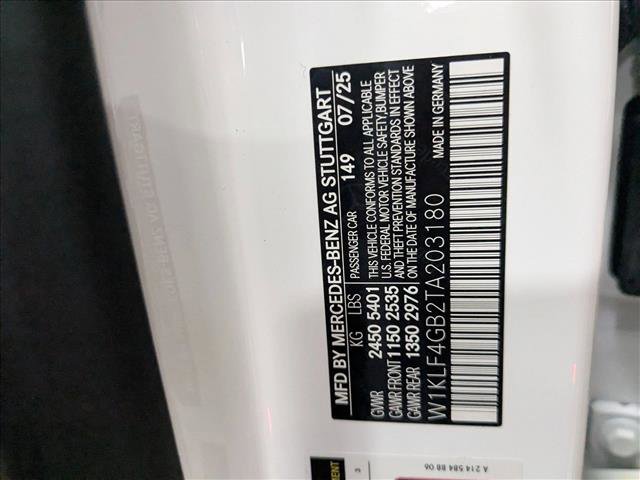 MFD BY MERCEDES-BENZ AG STUTTGART
KG LBS PASSENGER CAR 149 07/25
GVWR 2450 5401 THIS VEHICLE CONFORMS TO ALL APPLICABLE
U.S. FEDERAL MOTOR VEHICLE SAFETY,BUMPER
GAWR FRONT 1150 2535 AND THEFT PREVENTION STANDARDS IN EFFECT
GAWR REAR 1350 2976 ON THE DATE OF MANUFACTURE SHOWN ABOVE
W1KLF4GB2TA203180 MADE IN GERMANY
3
A 214 584 88 06